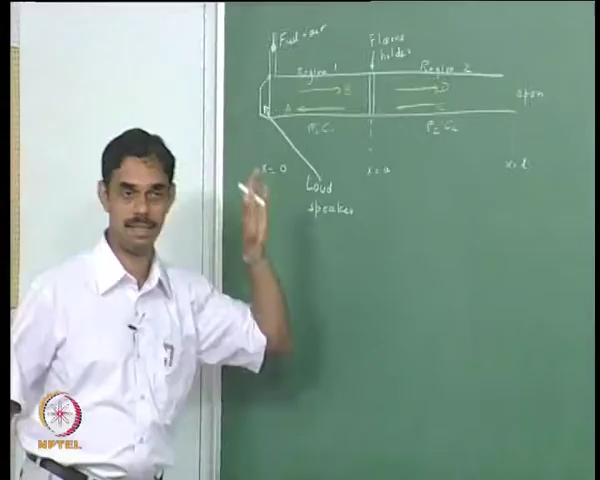 Fuel + air
Flame
holder
Region 1
Region 2
B
D
A
C
open
ρ₁ C₁
ρ₂ C₂
x = 0
x = a
x = l
Loud
speaker
NPTEL